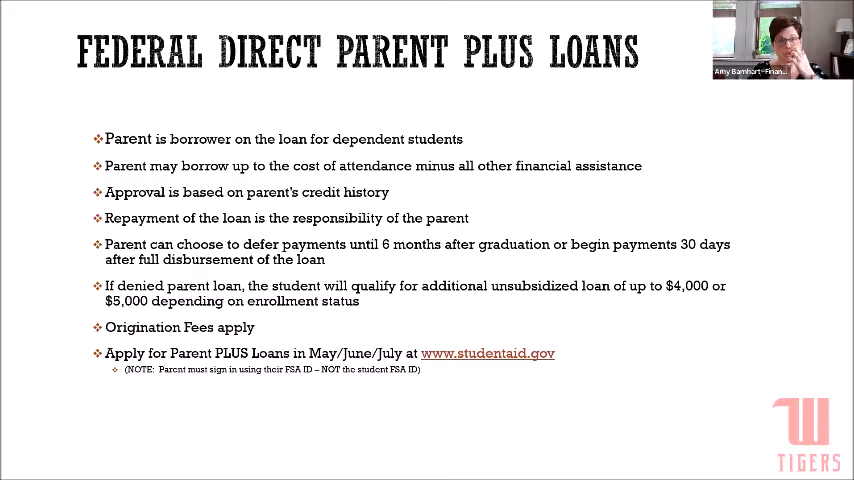 FEDERAL DIRECT PARENT PLUS LOANS
Amy Barnhart-Finan...
Parent is borrower on the loan for dependent students
Parent may borrow up to the cost of attendance minus all other financial assistance
Approval is based on parent's credit history
Repayment of the loan is the responsibility of the parent
Parent can choose to defer payments until 6 months after graduation or begin payments 30 days
after full disbursement of the loan
If denied parent loan, the student will qualify for additional unsubsidized loan of up to $4,000 or
$5,000 depending on enrollment status
Origination Fees apply
Apply for Parent PLUS Loans in May/June/July at www.studentaid.gov
(NOTE: Parent must sign in using their FSA ID – NOT the student FSA ID)
W
TIGERS